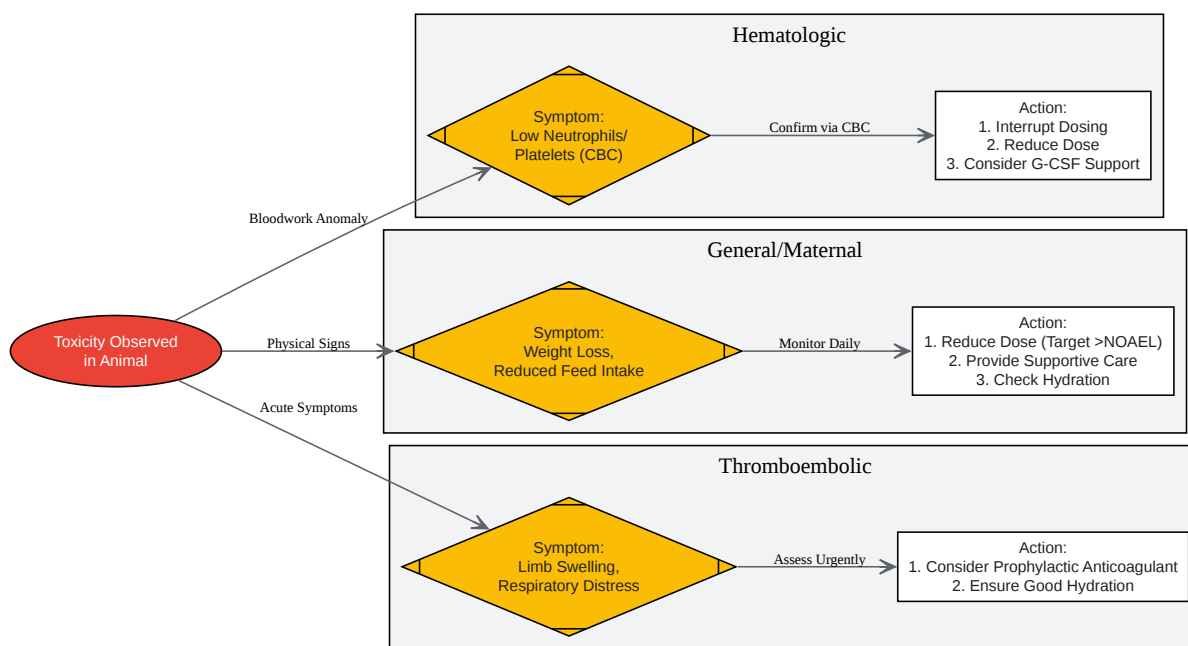 Hematologic
Symptom:
Low Neutrophils/
Platelets (CBC)
Confirm via CBC
Action:
1. Interrupt Dosing
2. Reduce Dose
3. Consider G-CSF Support
Bloodwork Anomaly
General/Maternal
Toxicity Observed
in Animal
Physical Signs
Symptom:
Weight Loss,
Reduced Feed Intake
Monitor Daily
Action:
1. Reduce Dose (Target >NOAEL)
2. Provide Supportive Care
3. Check Hydration
Acute Symptoms
Thromboembolic
Symptom:
Limb Swelling,
Respiratory Distress
Assess Urgently
Action:
1. Consider Prophylactic Anticoagulant
2. Ensure Good Hydration